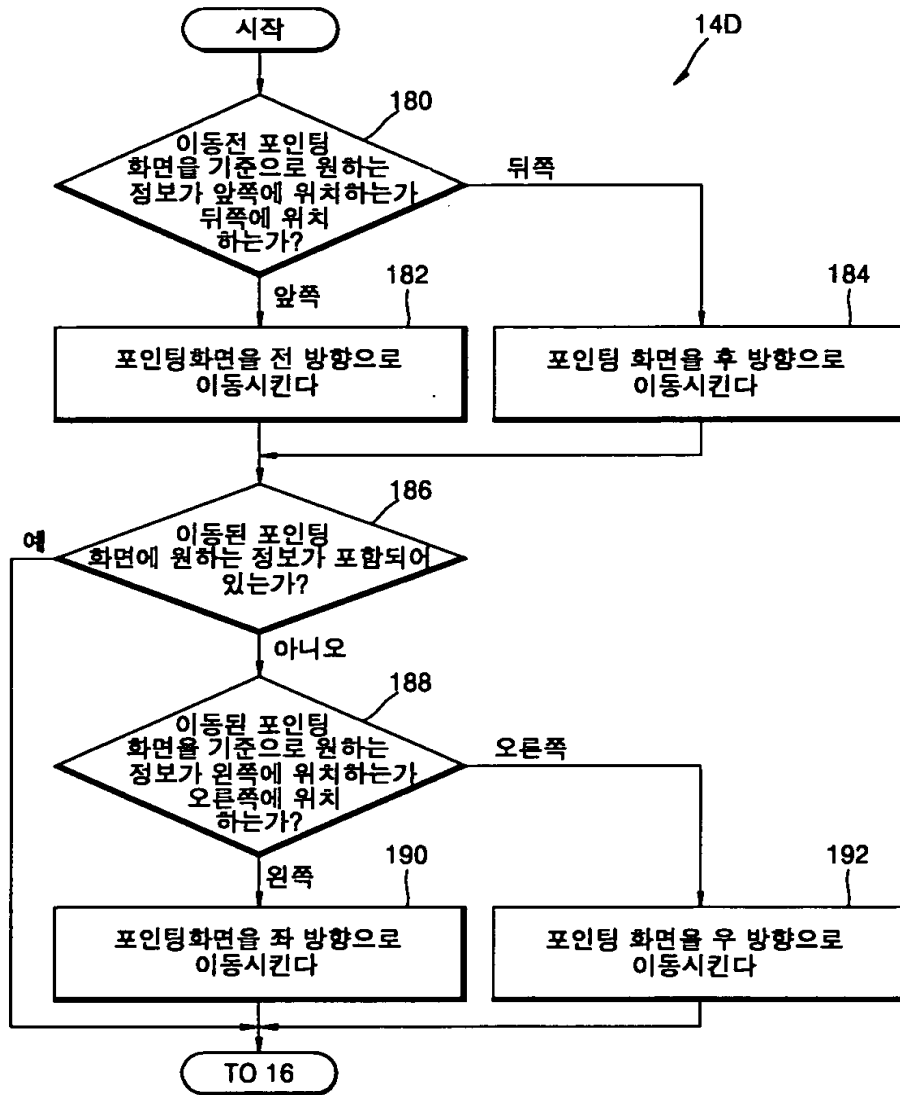 시작
14D
180
이동전 포인팅
화면을 기준으로 원하는
정보가 앞쪽에 위치하는가
뒤쪽에 위치
하는가?
뒤쪽
앞쪽
182
184
포인팅화면을 전 방향으로
이동시킨다
포인팅 화면을 후 방향으로
이동시킨다
186
예
이동된 포인팅
화면에 원하는 정보가 포함되어
있는가?
아니오
188
이동된 포인팅
화면을 기준으로 원하는
정보가 왼쪽에 위치하는가
오른쪽에 위치
하는가?
오른쪽
왼쪽
190
192
포인팅화면을 좌 방향으로
이동시킨다
포인팅 화면을 우 방향으로
이동시킨다
TO 16